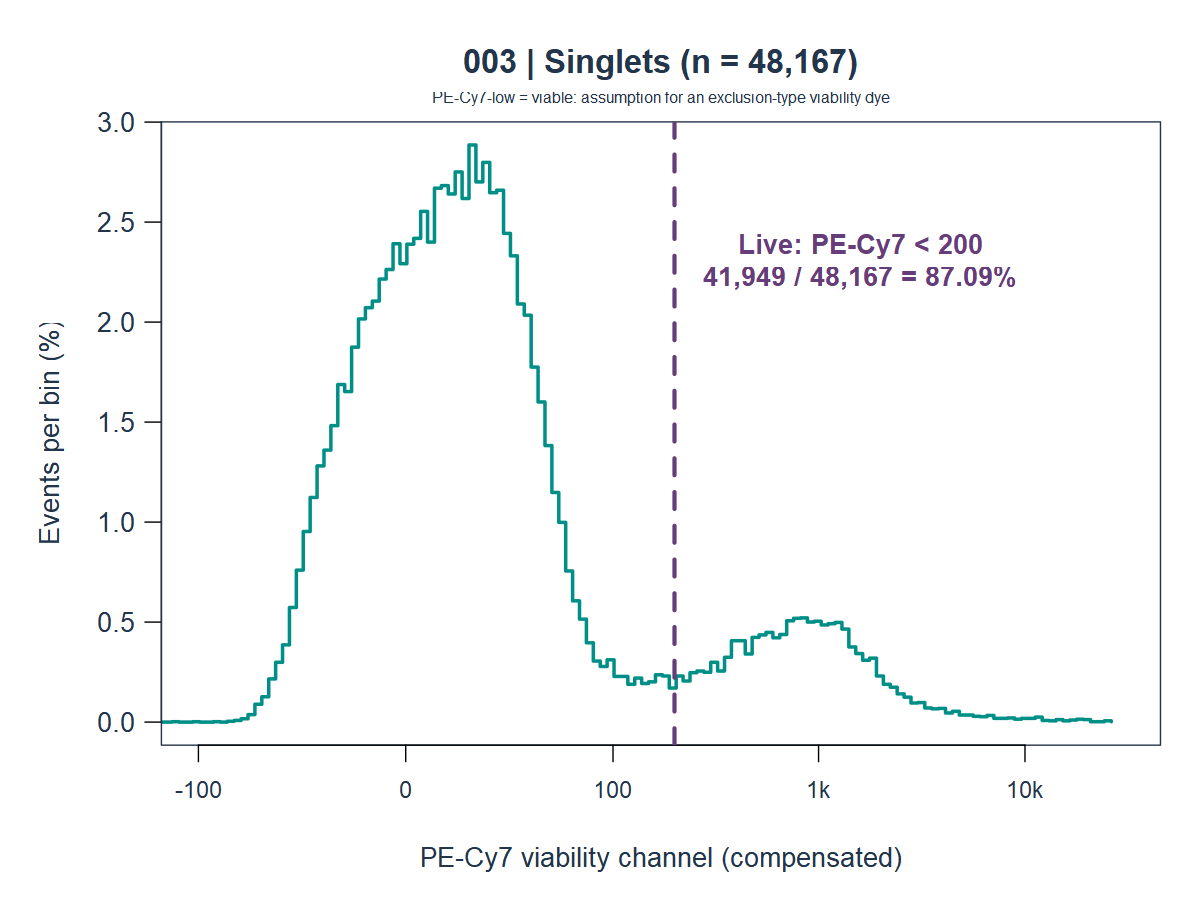 003 | Singlets (n = 48,167)
PE-Cy7-low = viable: assumption for an exclusion-type viability dye
3.0
2.5
2.0
1.5
1.0
0.5
0.0
Events per bin (%)
Live: PE-Cy7 < 200
41,949 / 48,167 = 87.09%
-100
0
100
1k
10k
PE-Cy7 viability channel (compensated)